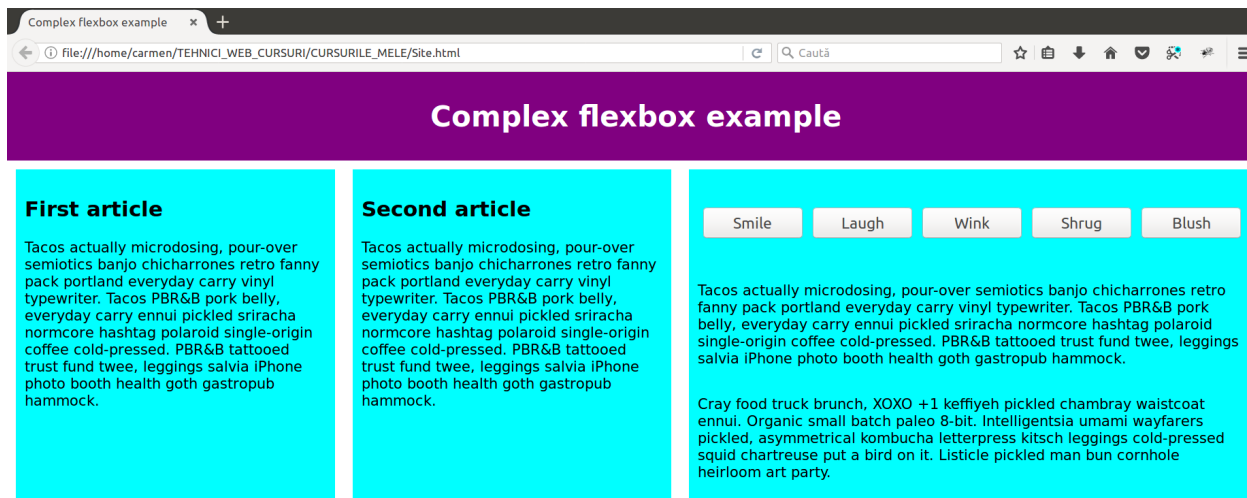 Complex flexbox example
file:///home/carmen/TEHNICI_WEB_CURSURI/CURSURILE_MELE/Site.html
Caută
Complex flexbox example
First article
Tacos actually microdosing, pour-over
semiotics banjo chicharrones retro fanny
pack portland everyday carry vinyl
typewriter. Tacos PBR&B pork belly,
everyday carry ennui pickled sriracha
normcore hashtag polaroid single-origin
coffee cold-pressed. PBR&B tattooed
trust fund twee, leggings salvia iPhone
photo booth health goth gastropub
hammock.
Second article
Tacos actually microdosing, pour-over
semiotics banjo chicharrones retro fanny
pack portland everyday carry vinyl
typewriter. Tacos PBR&B pork belly,
everyday carry ennui pickled sriracha
normcore hashtag polaroid single-origin
coffee cold-pressed. PBR&B tattooed
trust fund twee, leggings salvia iPhone
photo booth health goth gastropub
hammock.
Smile Laugh Wink Shrug Blush
Tacos actually microdosing, pour-over semiotics banjo chicharrones retro
fanny pack portland everyday carry vinyl typewriter. Tacos PBR&B pork
belly, everyday carry ennui pickled sriracha normcore hashtag polaroid
single-origin coffee cold-pressed. PBR&B tattooed trust fund twee, leggings
salvia iPhone photo booth health goth gastropub hammock.
Cray food truck brunch, XOXO +1 keffiyeh pickled chambray waistcoat
ennui. Organic small batch paleo 8-bit. Intelligentsia umami wayfarers
pickled, asymmetrical kombucha letterpress kitsch leggings cold-pressed
squid chartreuse put a bird on it. Listicle pickled man bun cornhole
heirloom art party.